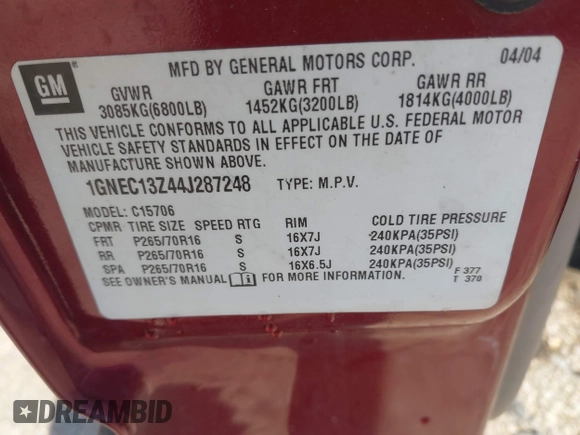 GM
MFD BY GENERAL MOTORS CORP. 04/04
GVWR GAWR FRT GAWR RR
3085KG(6800LB) 1452KG(3200LB) 1814KG(4000LB)
THIS VEHICLE CONFORMS TO ALL APPLICABLE U.S. FEDERAL MOTOR
VEHICLE SAFETY STANDARDS IN EFFECT ON THE DATE OF
MANUFACTURE SHOWN ABOVE.
1GNEC13Z44J287248 TYPE: M.P.V.
MODEL: C15706
CPMR TIRE SIZE SPEED RTG RIM COLD TIRE PRESSURE
FRT P265/70R16 S 16X7J 240KPA(35PSI)
RR P265/70R16 S 16X7J 240KPA(35PSI)
SPA P265/70R16 S 16X6.5J 240KPA(35PSI)
SEE OWNER'S MANUAL FOR MORE INFORMATION.
F 377
T 370
DREAMBID